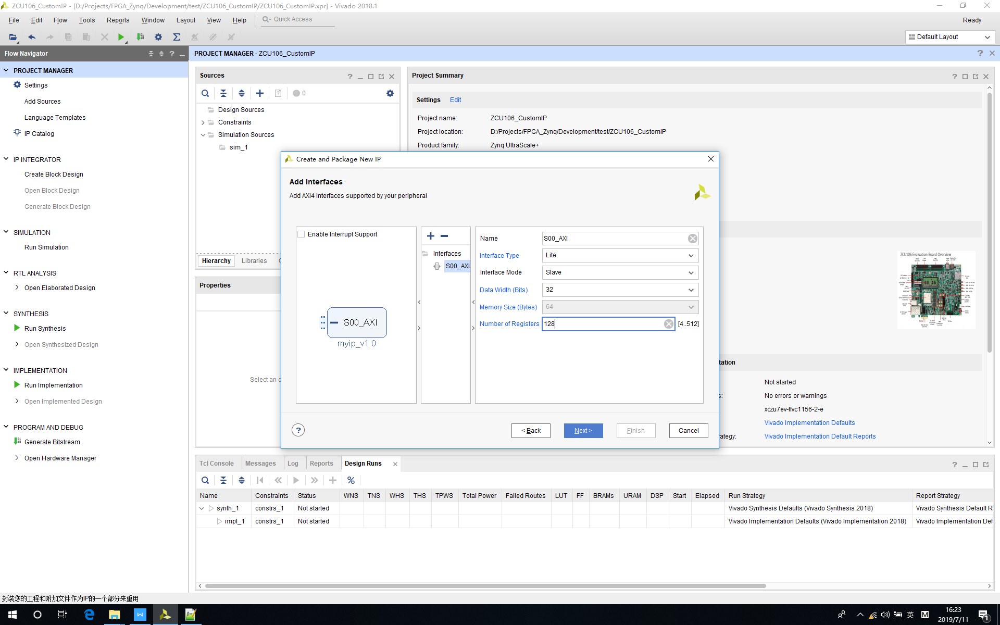 ZCU106_CustomIP - [D:/Projects/FPGA_Zynq/Development/test/ZCU106_CustomIP/ZCU106_CustomIP.xpr] - Vivado 2018.1
File Edit Flow Tools Reports Window Layout View Help Quick Access
Ready
Default Layout
Flow Navigator
PROJECT MANAGER - ZCU106_CustomIP
PROJECT MANAGER
Settings
Add Sources
Language Templates
IP Catalog
IP INTEGRATOR
Create Block Design
Open Block Design
Generate Block Design
SIMULATION
Run Simulation
RTL ANALYSIS
Open Elaborated Design
SYNTHESIS
Run Synthesis
Open Synthesized Design
IMPLEMENTATION
Run Implementation
Open Implemented Design
PROGRAM AND DEBUG
Generate Bitstream
Open Hardware Manager
Sources
0
Design Sources
Constraints
Simulation Sources
sim_1
Hierarchy Libraries
Properties
Select an
Project Summary
Settings Edit
Project name: ZCU106_CustomIP
Project location: D:/Projects/FPGA_Zynq/Development/test/ZCU106_CustomIP
Product family: Zynq UltraScale+
ZCU106 Evaluation Board Overview
tation
Not started
s: No errors or warnings
xczu7ev-ffvc1156-2-e
Vivado Implementation Defaults
ategy: Vivado Implementation Default Reports
Create and Package New IP
Add Interfaces
Add AXI4 interfaces supported by your peripheral
Enable Interrupt Support
S00_AXI
myip_v1.0
Interfaces
S00_AXI
Name S00_AXI
Interface Type Lite
Interface Mode Slave
Data Width (Bits) 32
Memory Size (Bytes) 64
Number of Registers 128 [4..512]
? < Back Next > Finish Cancel
Tcl Console Messages Log Reports Design Runs
Name Constraints Status WNS TNS WHS THS TPWS Total Power Failed Routes LUT FF BRAMs URAM DSP Start Elapsed Run Strategy Report Strategy
synth_1 constrs_1 Not started Vivado Synthesis Defaults (Vivado Synthesis 2018) Vivado Synthesis Default R
impl_1 constrs_1 Not started Vivado Implementation Defaults (Vivado Implementation 2018) Vivado Implementation Def
封装您的工程和附加文件作为IP的一个部分来重用
英 M
16:23
2019/7/11
1